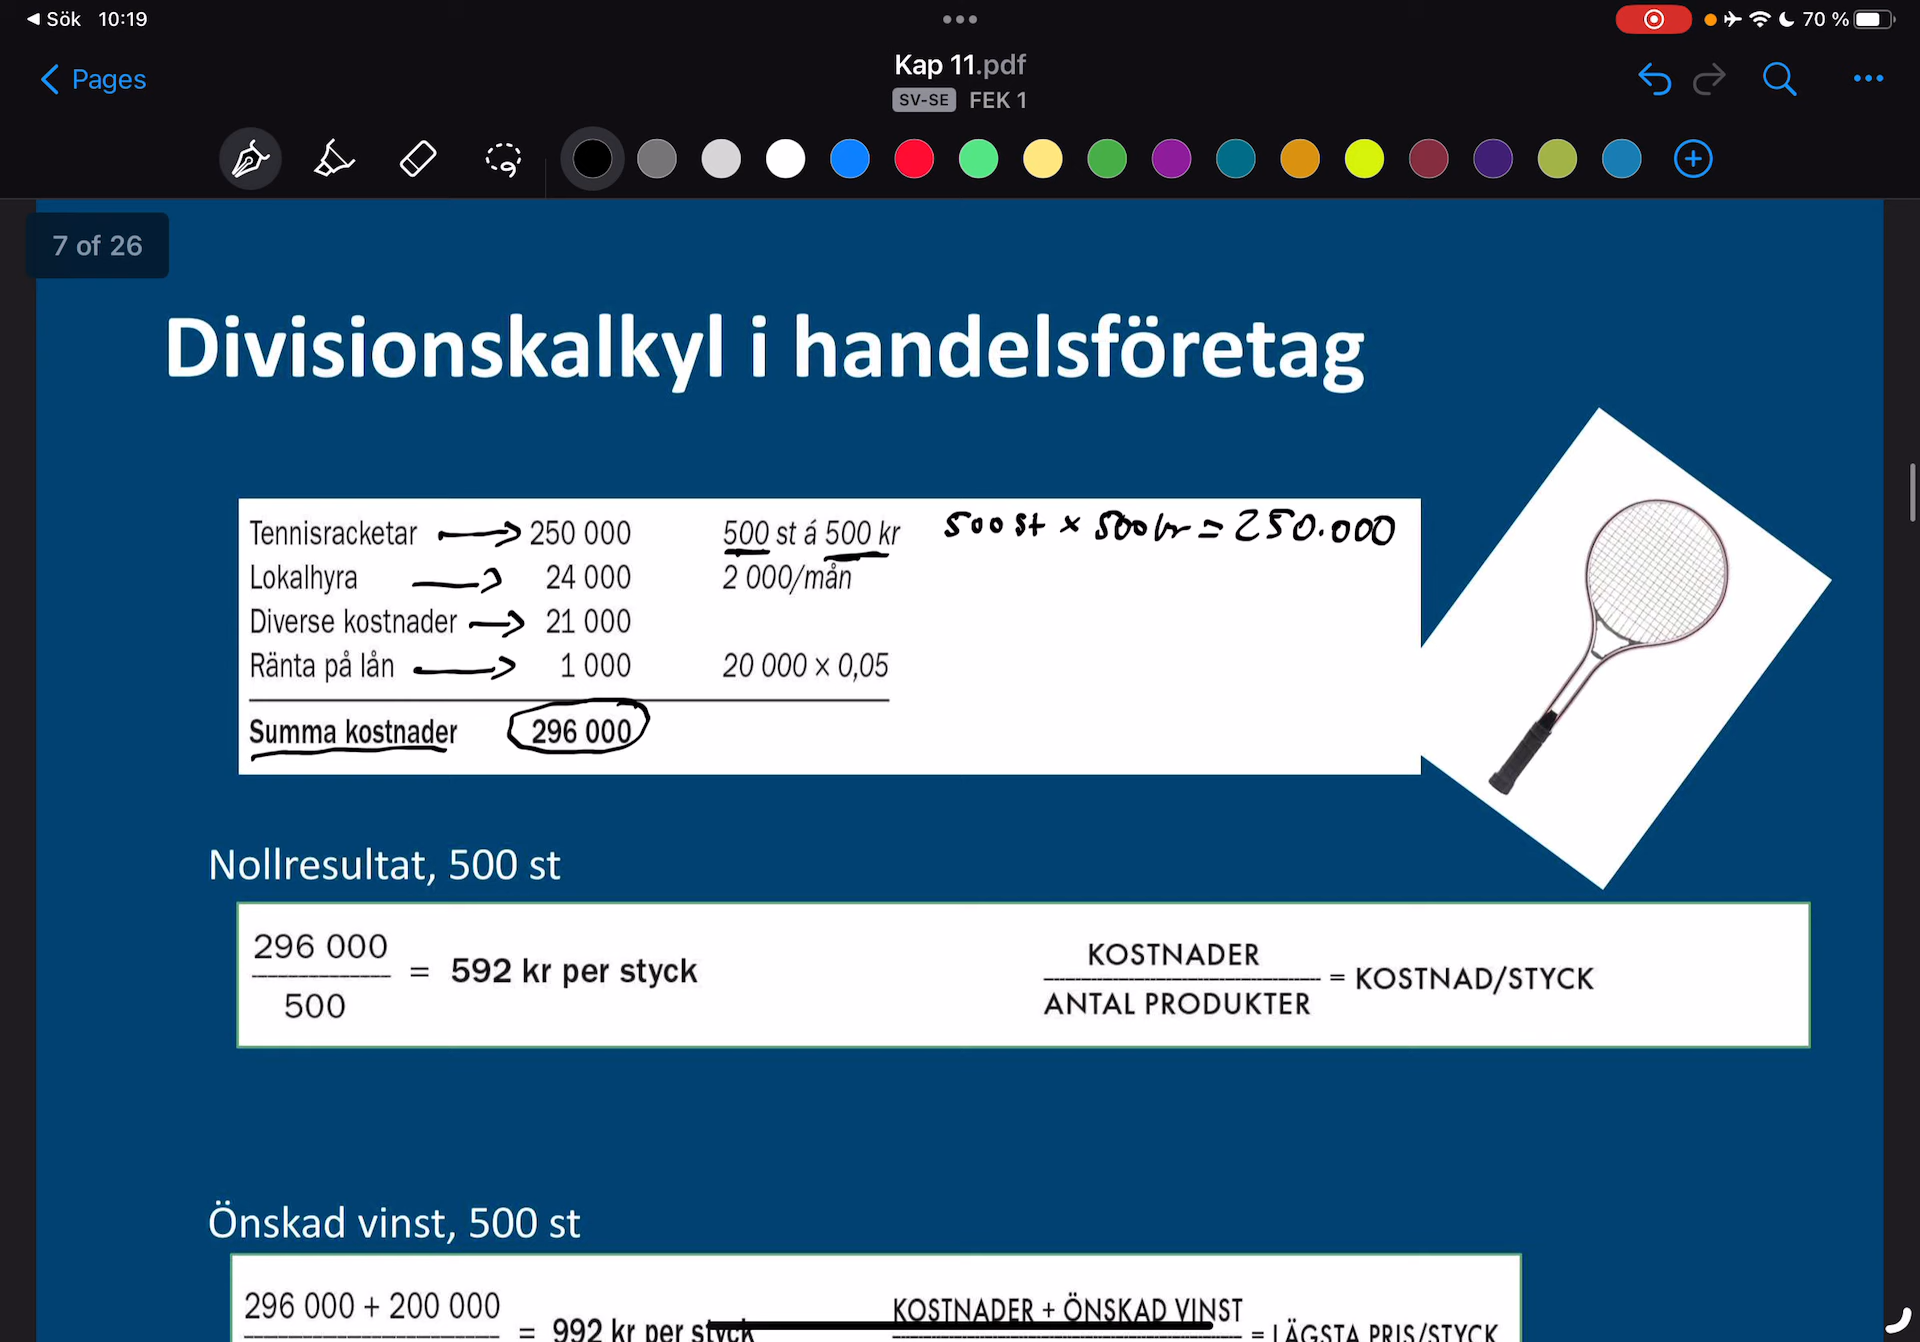 Sök 10:19
70 %
Pages
Kap 11.pdf
SV-SE FEK 1
7 of 26
Divisionskalkyl i handelsföretag
Tennisracketar 250 000 500 st á 500 kr 500 st x 500 kr = 250.000
Lokalhyra 24 000 2 000/mån
Diverse kostnader 21 000
Ränta på lån 1 000 20 000 x 0,05
Summa kostnader 296 000
Nollresultat, 500 st
296 000
500
= 592 kr per styck
KOSTNADER
ANTAL PRODUKTER
= KOSTNAD/STYCK
Önskad vinst, 500 st
296 000 + 200 000
= 992 kr per styck
KOSTNADER + ÖNSKAD VINST
= LÄGSTA PRIS/STYCK